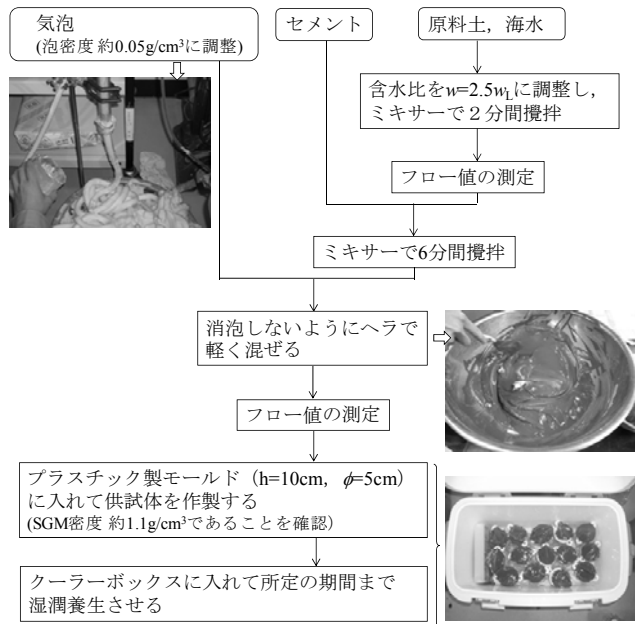 気泡
(泡密度 約0.05g/cm³に調整)
セメント
原料土，海水
含水比をw=2.5wLに調整し，
ミキサーで２分間攪拌
フロー値の測定
ミキサーで6分間攪拌
消泡しないようにヘラで
軽く混ぜる
フロー値の測定
プラスチック製モールド（h=10cm，ϕ=5cm）
に入れて供試体を作製する
(SGM密度 約1.1g/cm³であることを確認）
クーラーボックスに入れて所定の期間まで
湿潤養生させる